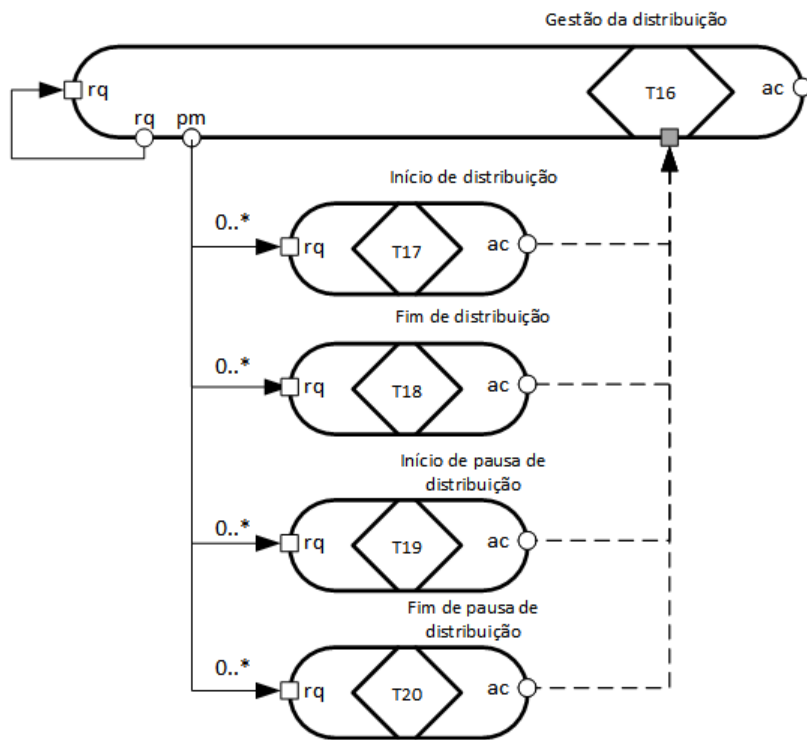 Gestão da distribuição
rq
T16
ac
rq pm
Início de distribuição
0..*
rq
T17
ac
Fim de distribuição
0..*
rq
T18
ac
Início de pausa de
distribuição
0..*
rq
T19
ac
Fim de pausa de
distribuição
0..*
rq
T20
ac